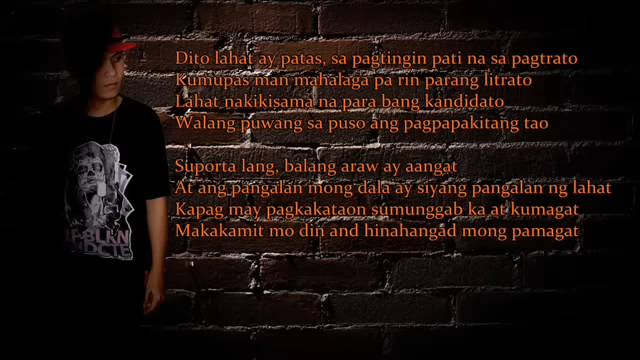 Dito lahat ay patas, sa pagtingin pati na sa pagtrato
Kumupas man mahalaga pa rin parang litrato
Lahat nakikisama na para bang kandidato
Walang puwang sa puso ang pagpapakitang tao
Suporta lang, balang araw ay aangat
At ang pangalan mong dala ay siyang pangalan ng lahat
Kapag may pagkakataon sumunggab ka at kumagat
Makakamit mo din and hinahangad mong pamagat